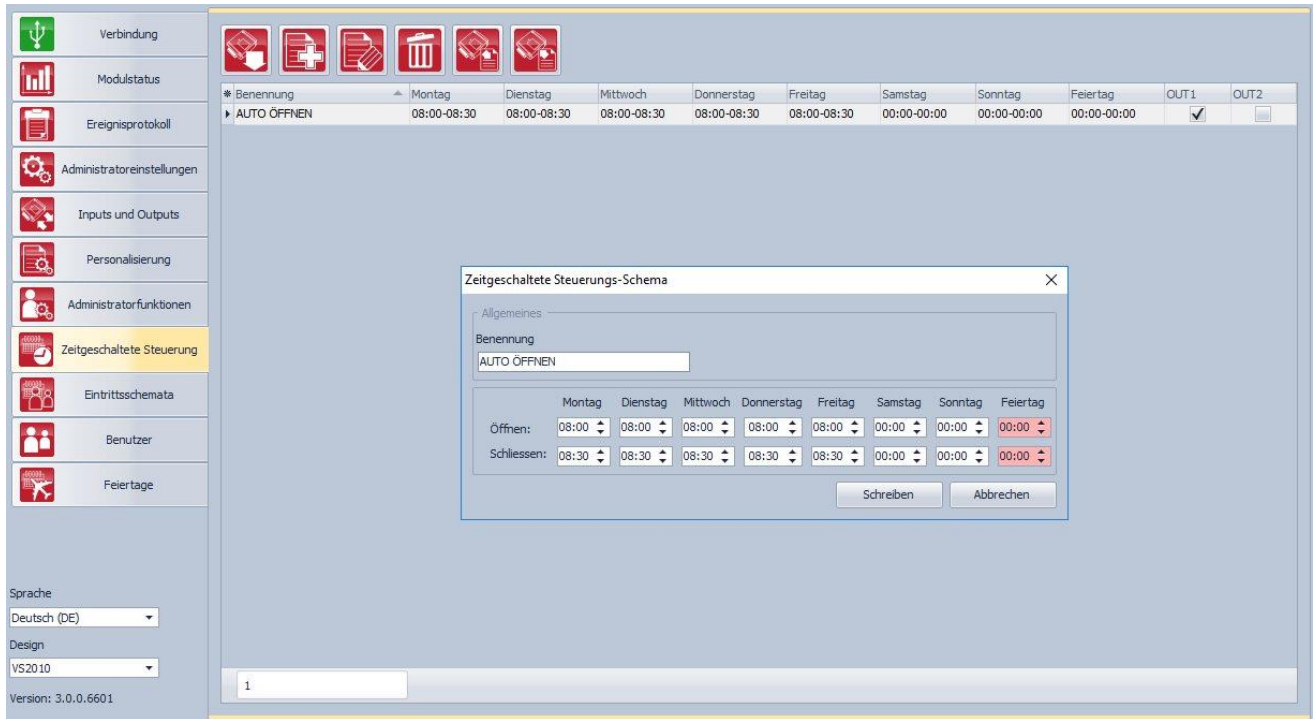 Verbindung
Modulstatus
Ereignisprotokoll
Administratoreinstellungen
Inputs und Outputs
Personalisierung
Administratorfunktionen
Zeitgeschaltete Steuerung
Eintrittsschemata
Benutzer
Feiertage
Sprache
Deutsch (DE)
Design
VS2010
Version: 3.0.0.6601
* Benennung Montag Dienstag Mittwoch Donnerstag Freitag Samstag Sonntag Feiertag OUT1 OUT2
AUTO ÖFFNEN 08:00-08:30 08:00-08:30 08:00-08:30 08:00-08:30 08:00-08:30 00:00-00:00 00:00-00:00 00:00-00:00
Zeitgeschaltete Steuerungs-Schema
Allgemeines
Benennung
AUTO ÖFFNEN
Montag Dienstag Mittwoch Donnerstag Freitag Samstag Sonntag Feiertag
Öffnen: 08:00 08:00 08:00 08:00 08:00 00:00 00:00 00:00
Schliessen: 08:30 08:30 08:30 08:30 08:30 00:00 00:00 00:00
Schreiben Abbrechen
1